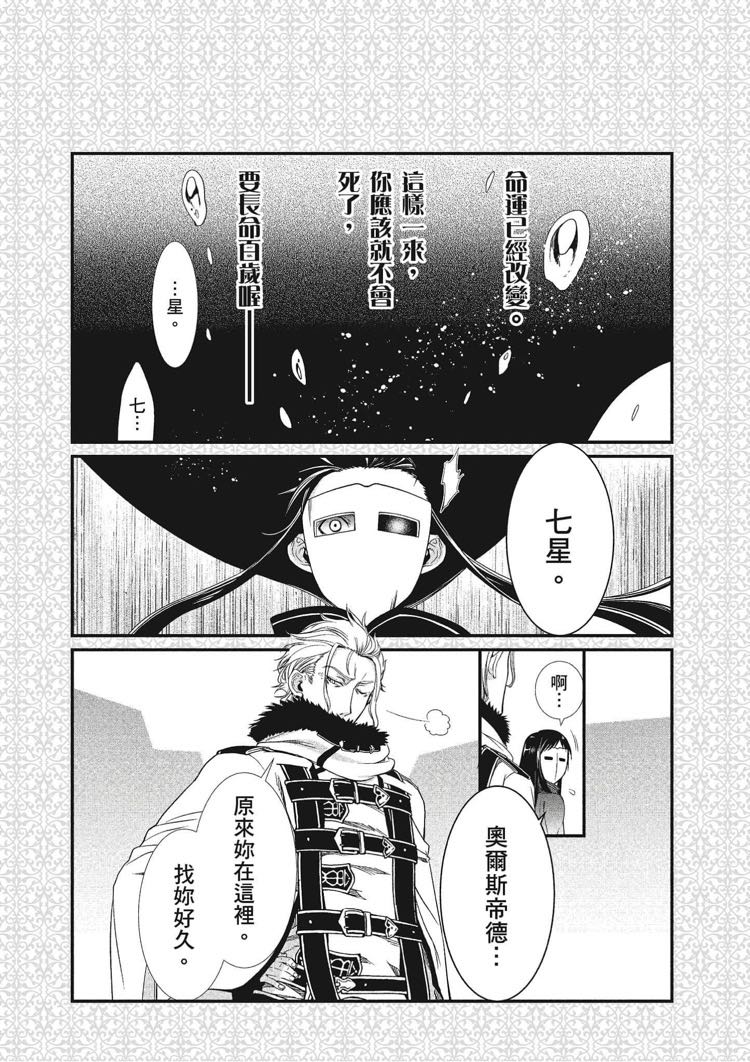 命運已經改變。
這樣一來，
你應該就不會
死了，
要長命百歲喔——
…星。
七…
七星。
啊…
奧爾斯帝德…
原來妳在這裡。
找妳好久。